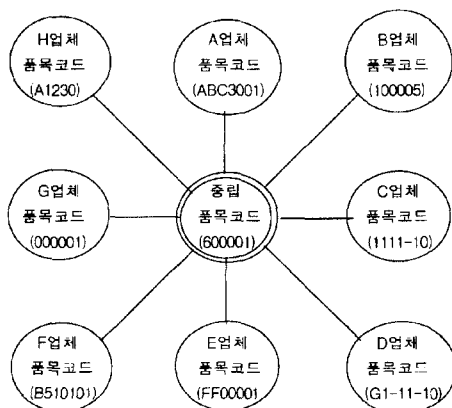 H업체
품목코드
(A1230)
A업체
품목코드
(ABC3001)
B업체
품목코드
(100005)
G업체
품목코드
(000001)
중립
품목코드
(600001)
C업체
품목코드
(1111-10)
F업체
품목코드
(B510101)
E업체
품목코드
(FF00001
D업체
품목코드
(G1-11-10)